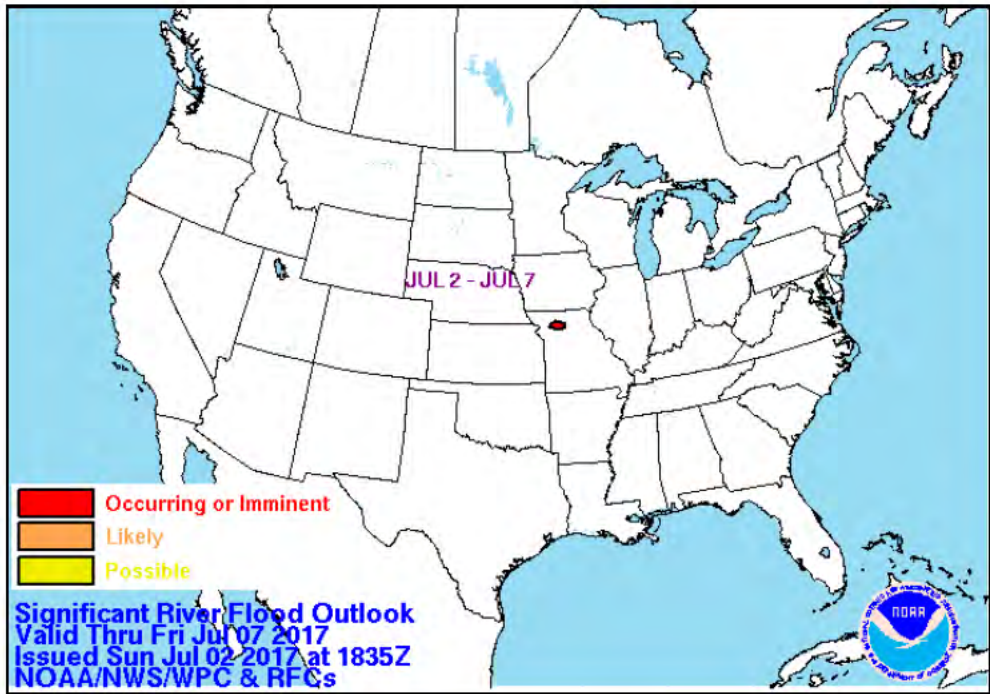 JUL 2 - JUL 7
Occurring or Imminent
Likely
Possible
Significant River Flood Outlook
Valid Thru Fri Jul 07 2017
Issued Sun Jul 02 2017 at 1835Z
NOAA/NWS/WPC & RFCs
NOAA